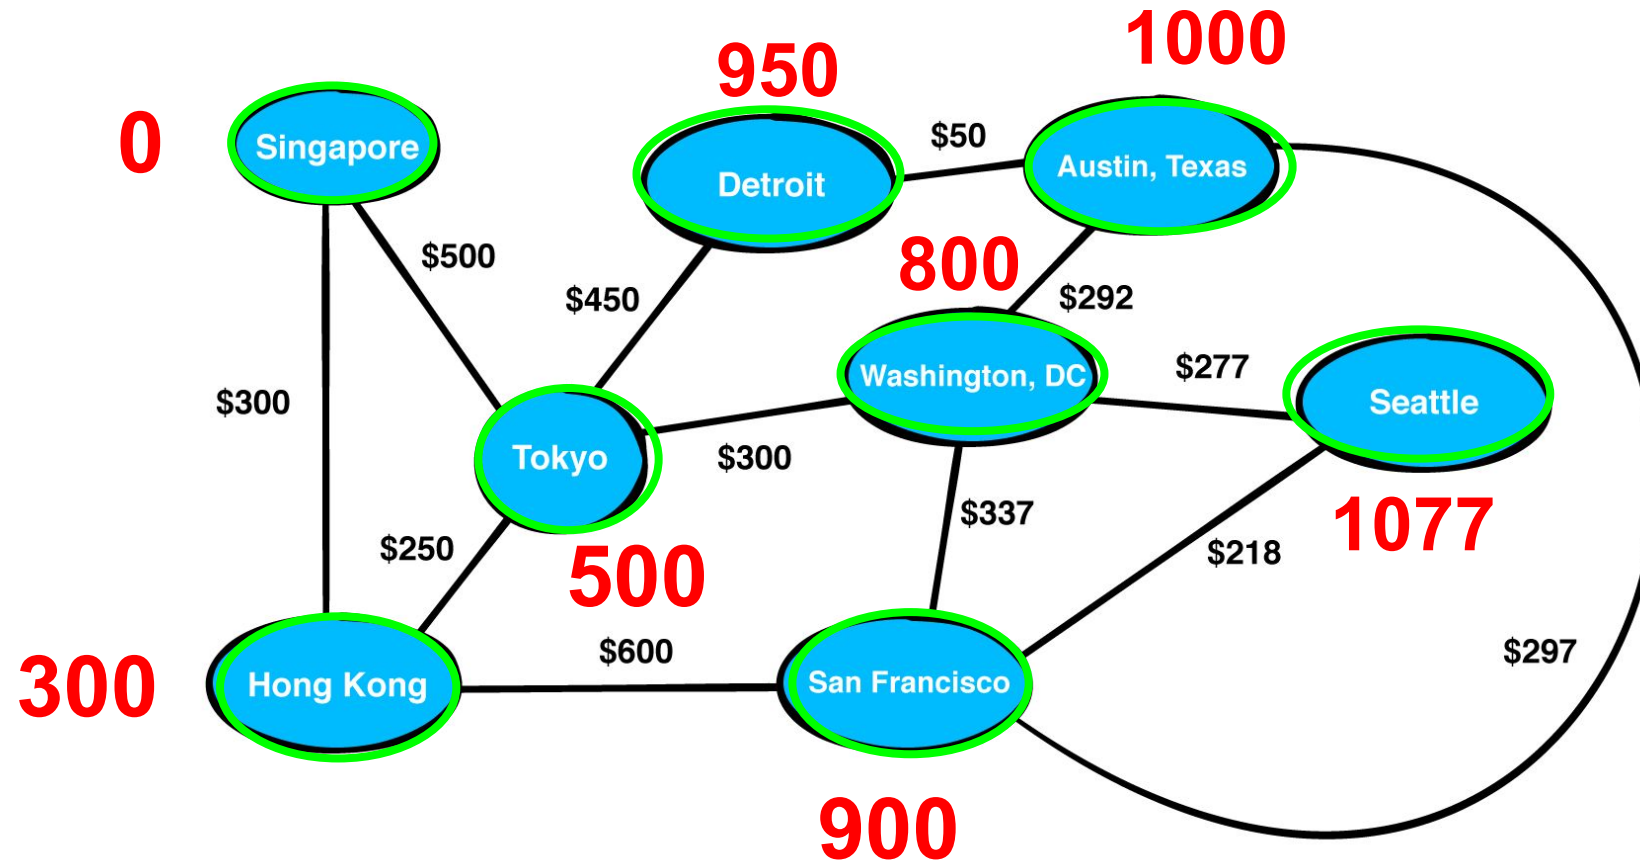 1000
950
0
Singapore
Detroit
$50
Austin, Texas
$500
$450
800
$292
$300
Washington, DC
$277
Seattle
Tokyo
$300
$250
500
$337
1077
$218
$600
$297
300
Hong Kong
San Francisco
900